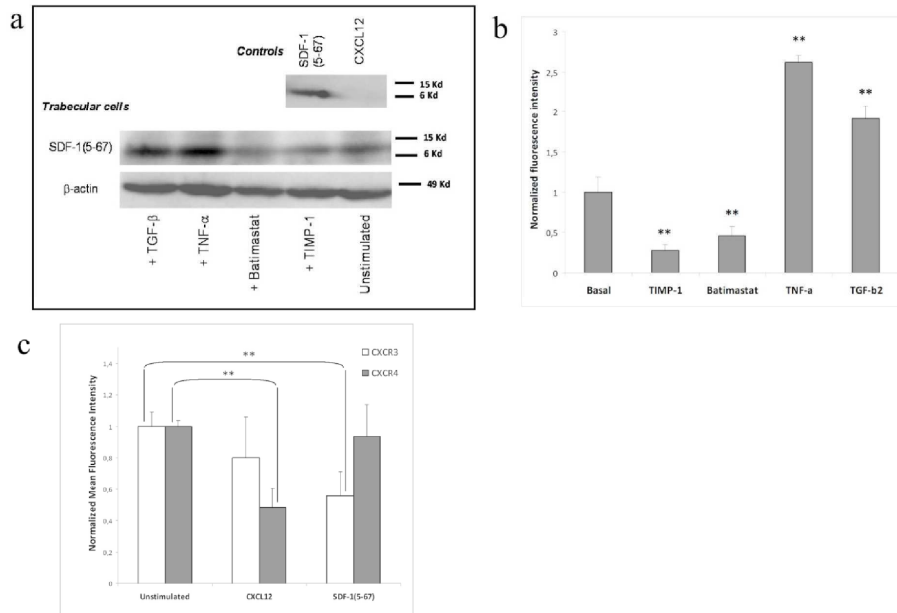 a
Controls
SDF-1
(5-67)
CXCL12
15 Kd
6 Kd
Trabecular cells
SDF-1(5-67)
15 Kd
6 Kd
β-actin
49 Kd
+ TGF-β
+ TNF-α
+ Batimastat
+ TIMP-1
Unstimulated
b
Normalized fluorescence intensity
3
2,5
2
1,5
1
0,5
0
**
**
**
**
Basal
TIMP-1
Batimastat
TNF-a
TGF-b2
c
Normalized Mean Fluorescence Intensity
1,4
1,2
1
0,8
0,6
0,4
0,2
0
**
**
CXCR3
CXCR4
Unstimulated
CXCL12
SDF-1(5-67)